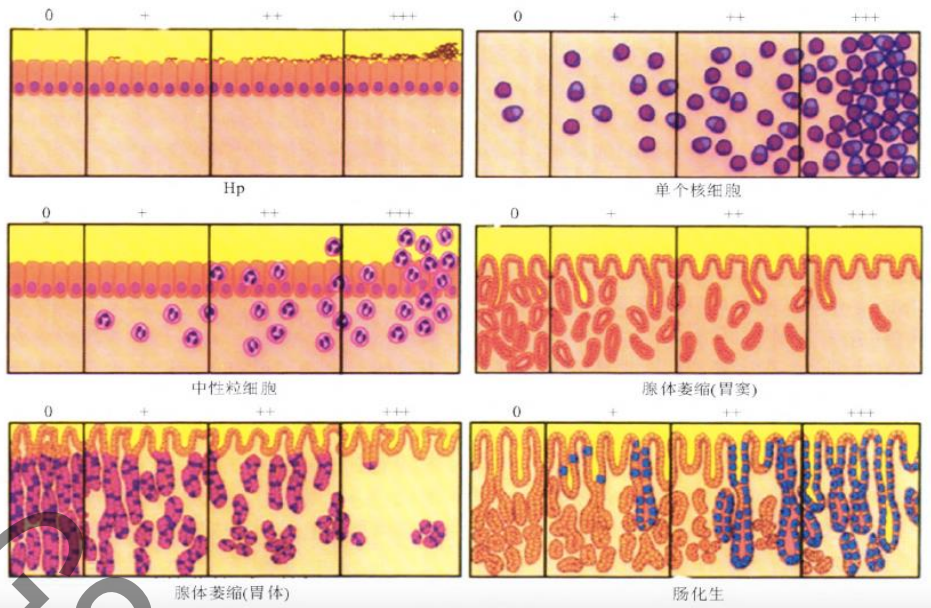 0 + ++ +++
0 + ++ +++
Hp
单个核细胞
0 + ++ +++
0 + ++ +++
中性粒细胞
腺体萎缩(胃窦)
0 + ++ +++
0 + ++ +++
腺体萎缩(胃体)
肠化生